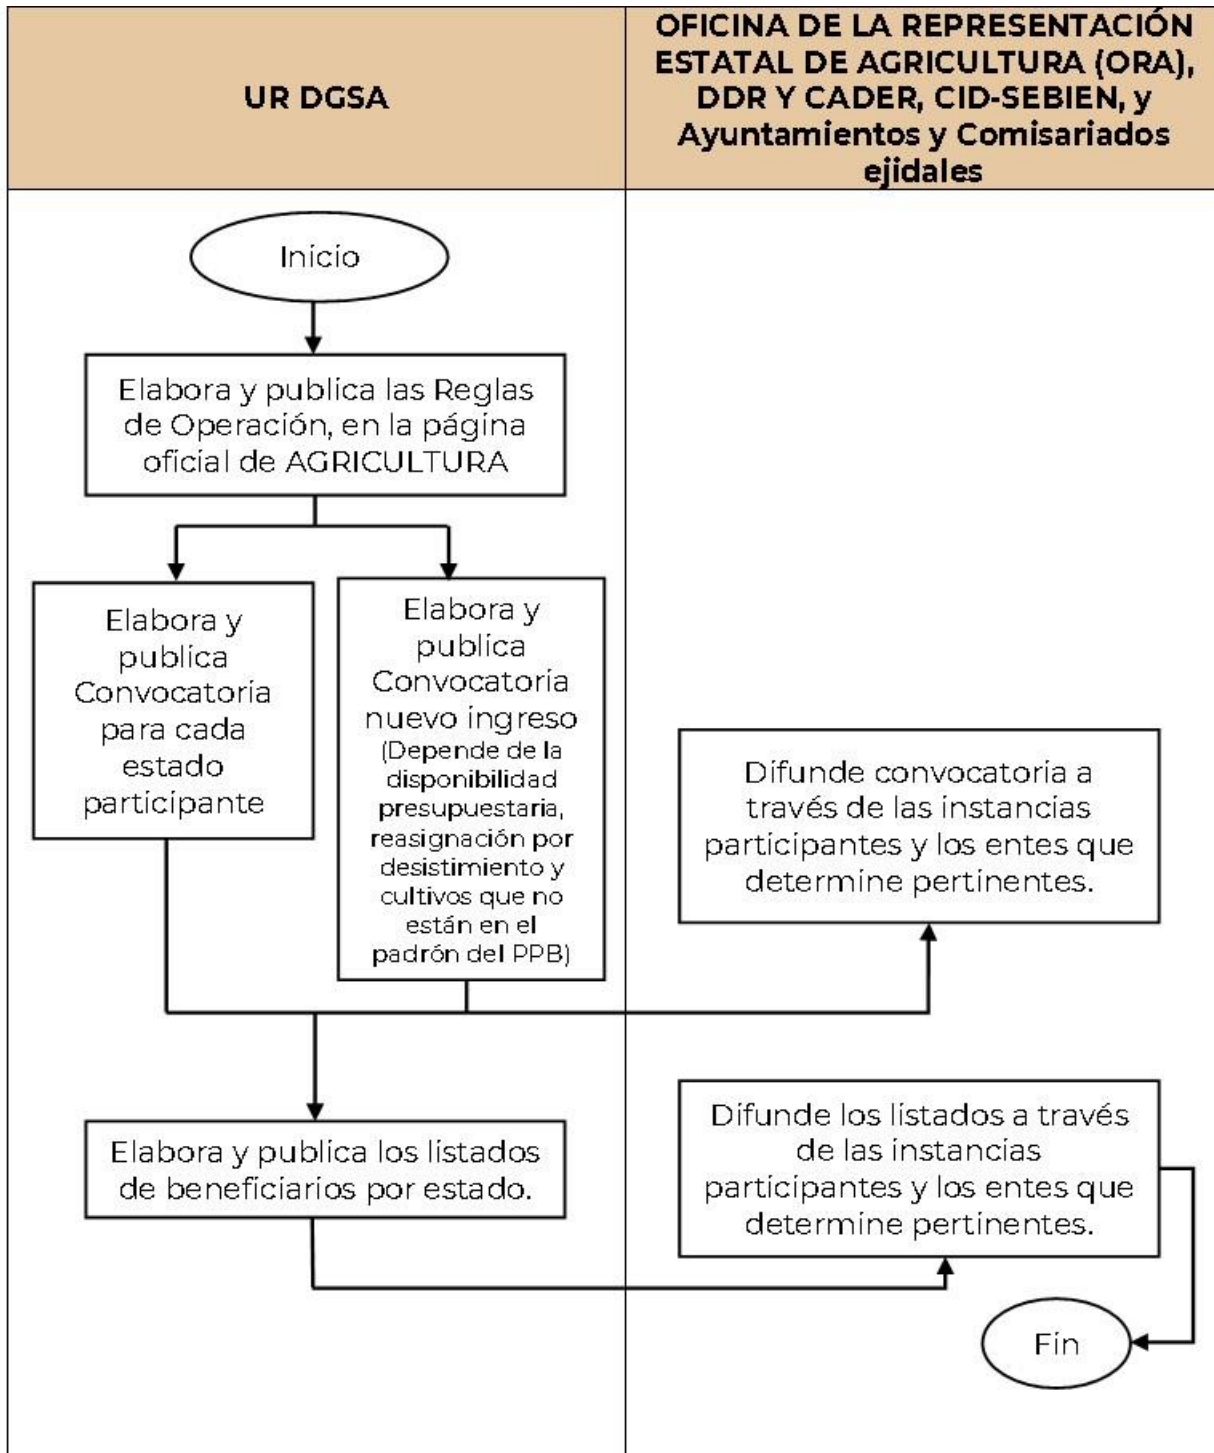 UR DGSA
OFICINA DE LA REPRESENTACIÓN
ESTATAL DE AGRICULTURA (ORA),
DDR Y CADER, CID-SEBIEN, y
Ayuntamientos y Comisariados
ejidales
Inicio
Elabora y publica las Reglas
de Operación, en la página
oficial de AGRICULTURA
Elabora y
publica
Convocatoria
para cada
estado
participante
Elabora y
publica
Convocatoria
nuevo ingreso
(Depende de la
disponibilidad
presupuestaria,
reasignación por
desistimiento y
cultivos que no
están en el
padrón del PPB)
Difunde convocatoria a
través de las instancias
participantes y los entes que
determine pertinentes.
Elabora y publica los listados
de beneficiarios por estado.
Difunde los listados a través
de las instancias
participantes y los entes que
determine pertinentes.
Fin